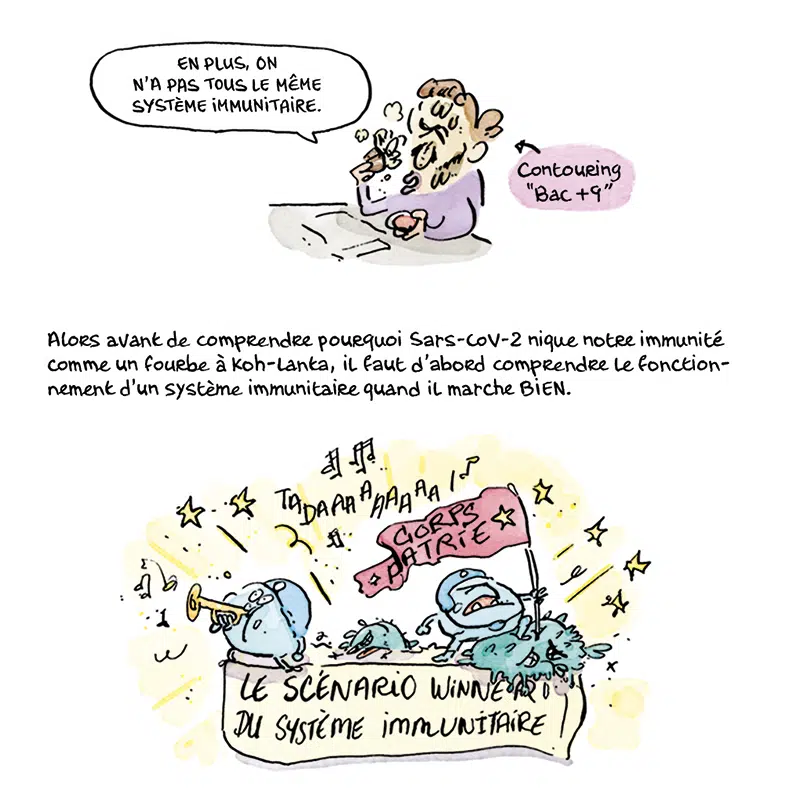 EN PLUS, ON
N'A PAS TOUS LE MÊME
SYSTÈME IMMUNITAIRE.
Contouring
"Bac +9"
Alors avant de comprendre pourquoi Sars-CoV-2 nique notre immunité
comme un fourbe à Koh-Lanta, il faut d'abord comprendre le fonction-
nement d'un système immunitaire quand il marche BIEN.
TADAAAAAAAAA !
CORPS
PATRIE
LE SCÉNARIO WINNER
DU SYSTÈME IMMUNITAIRE